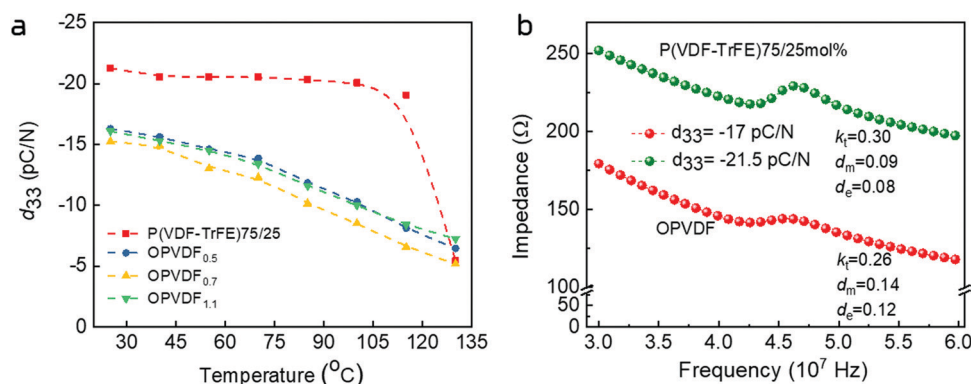 a
-25
-20
-15
-10
-5
0
d33 (pC/N)
P(VDF-TrFE)75/25
OPVDF0.5
OPVDF0.7
OPVDF1.1
30 45 60 75 90 105 120 135
Temperature (°C)
b
250
200
150
100
50
0
Impedance (Ω)
P(VDF-TrFE)75/25mol%
d33= -17 pC/N
d33= -21.5 pC/N
kt=0.30
dm=0.09
de=0.08
OPVDF
kt=0.26
dm=0.14
de=0.12
3.0 3.5 4.0 4.5 5.0 5.5 6.0
Frequency (10⁷ Hz)